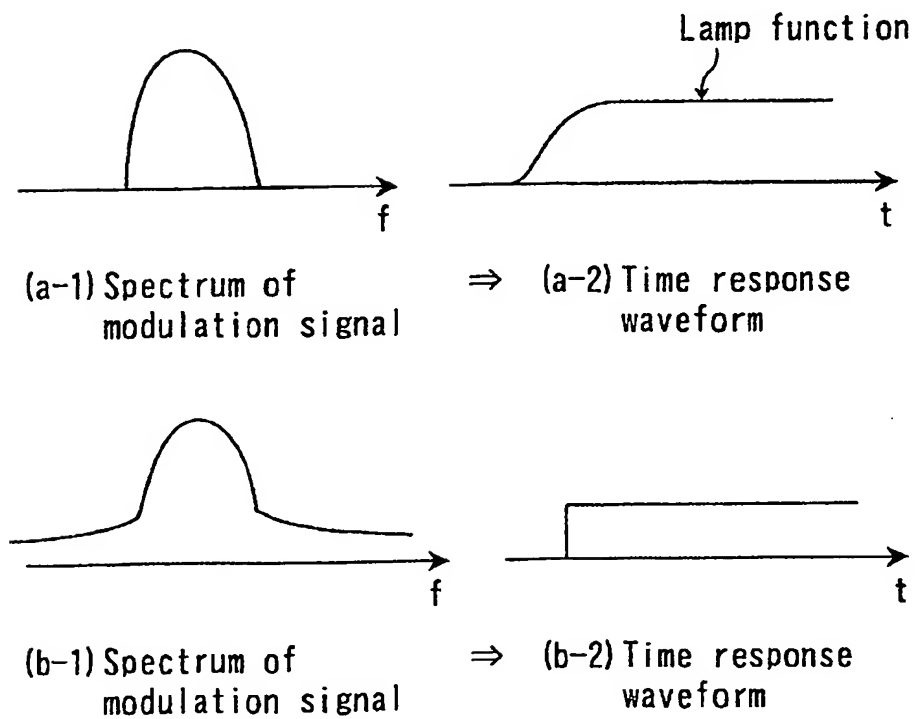 Lamp function
f
t
(a-1) Spectrum of modulation signal
⇒
(a-2) Time response waveform
f
t
(b-1) Spectrum of modulation signal
⇒
(b-2) Time response waveform